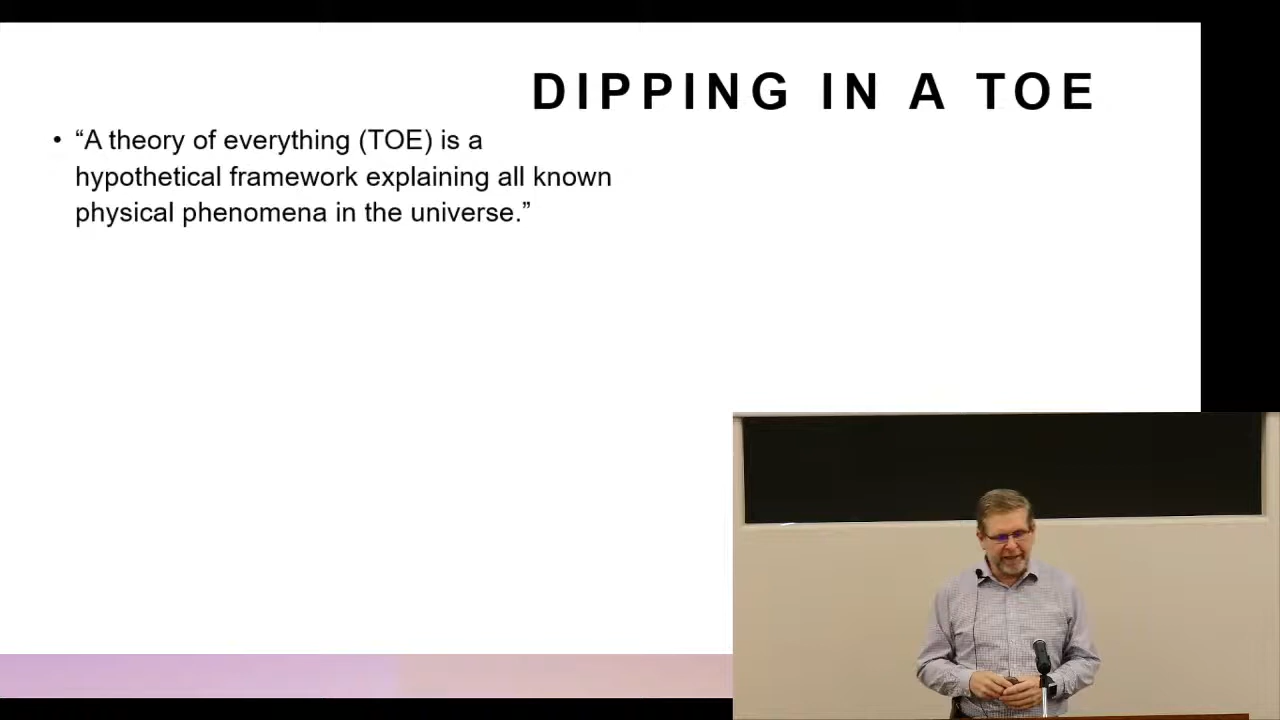 DIPPING IN A TOE
• “A theory of everything (TOE) is a
hypothetical framework explaining all known
physical phenomena in the universe.”